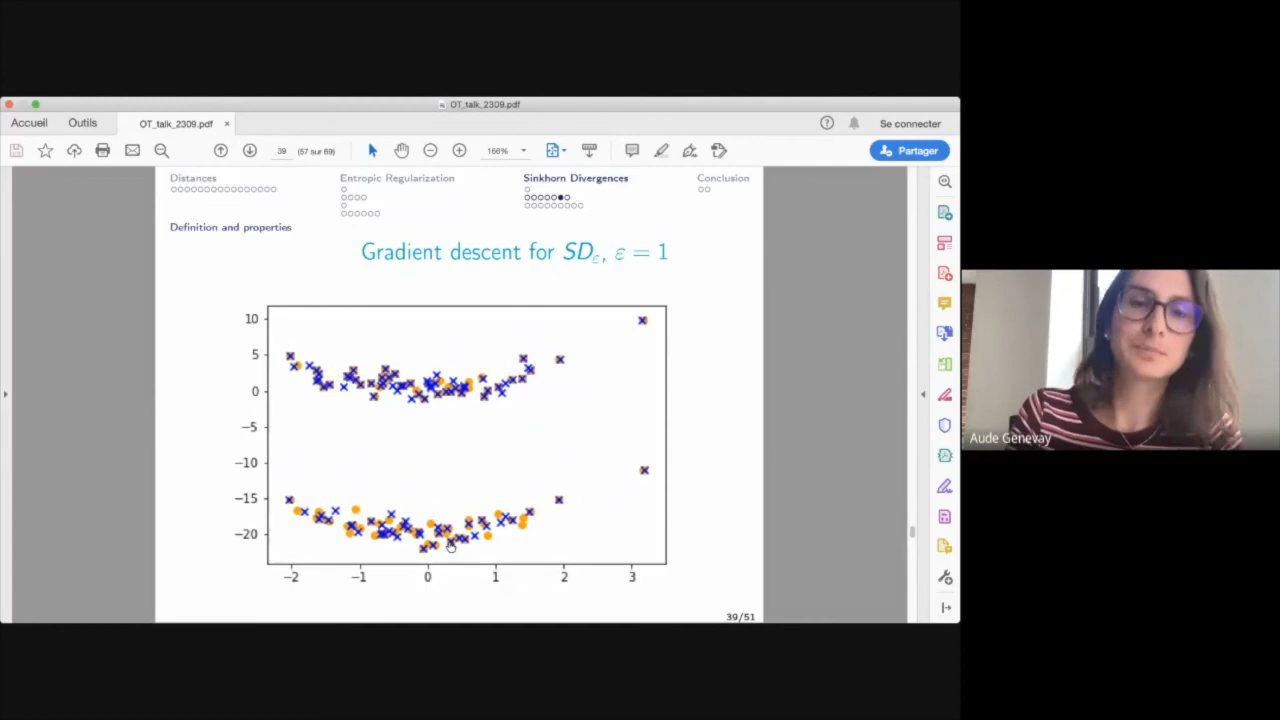 OT_talk_2309.pdf
Accueil Outils OT_talk_2309.pdf × Se connecter
39 (57 sur 69) 166% Partager
Distances Entropic Regularization Sinkhorn Divergences Conclusion
Definition and properties
Gradient descent for SDε, ε = 1
10
5
0
−5
−10
−15
−20
−2 −1 0 1 2 3
39/51
Aude Genevay